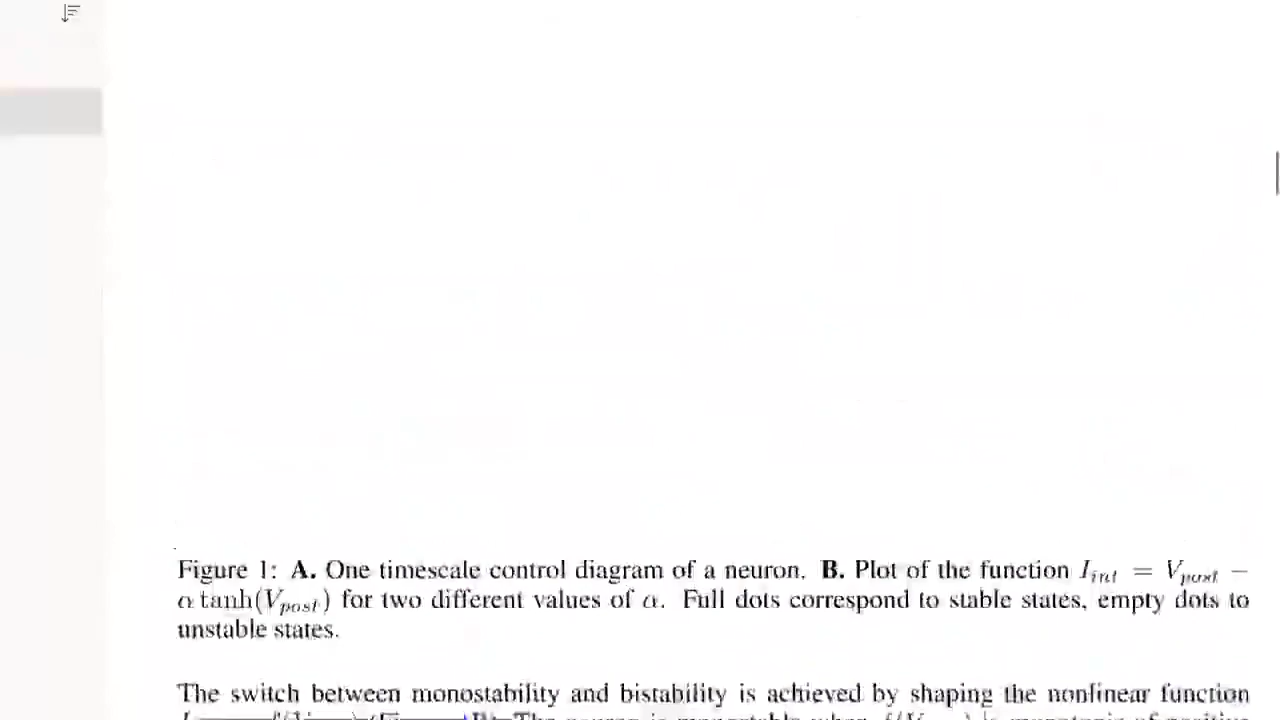 Figure 1: A. One timescale control diagram of a neuron. B. Plot of the function I_int = V_post −
α tanh(V_post) for two different values of α. Full dots correspond to stable states, empty dots to
unstable states.
The switch between monostability and bistability is achieved by shaping the nonlinear function